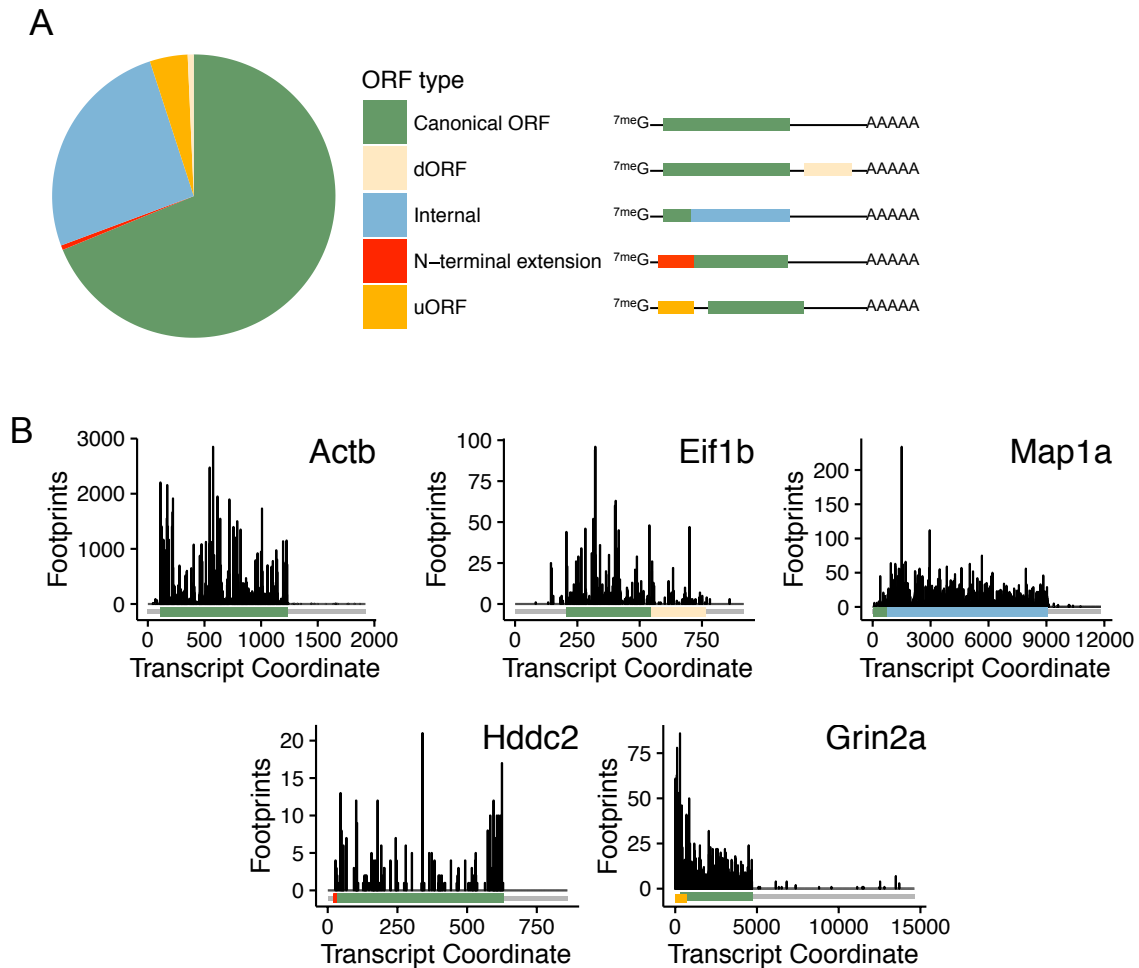 A
ORF type
Canonical ORF
dORF
Internal
N–terminal extension
uORF
7meG AAAAA
7meG AAAAA
7meG AAAAA
7meG AAAAA
7meG AAAAA
B
Actb
Footprints
3000
2000
1000
0
0 500 1000 1500 2000
Transcript Coordinate
Eif1b
Footprints
100
75
50
25
0
0 250 500 750
Transcript Coordinate
Map1a
Footprints
200
150
100
50
0
0 3000 6000 9000 12000
Transcript Coordinate
Hddc2
Footprints
20
15
10
5
0
0 250 500 750
Transcript Coordinate
Grin2a
Footprints
75
50
25
0
0 5000 10000 15000
Transcript Coordinate